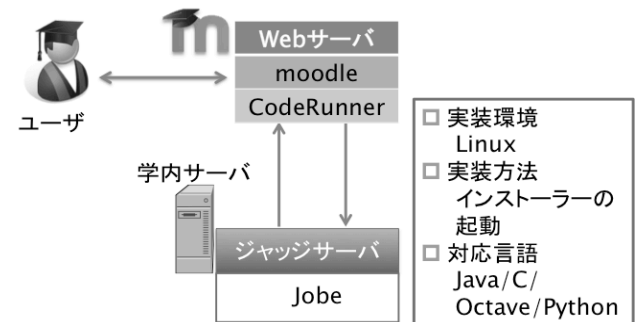 m
Webサーバ
moodle
CodeRunner
ユーザ
学内サーバ
ジャッジサーバ
Jobe
□ 実装環境
Linux
□ 実装方法
インストーラーの
起動
□ 対応言語
Java/C/
Octave/Python